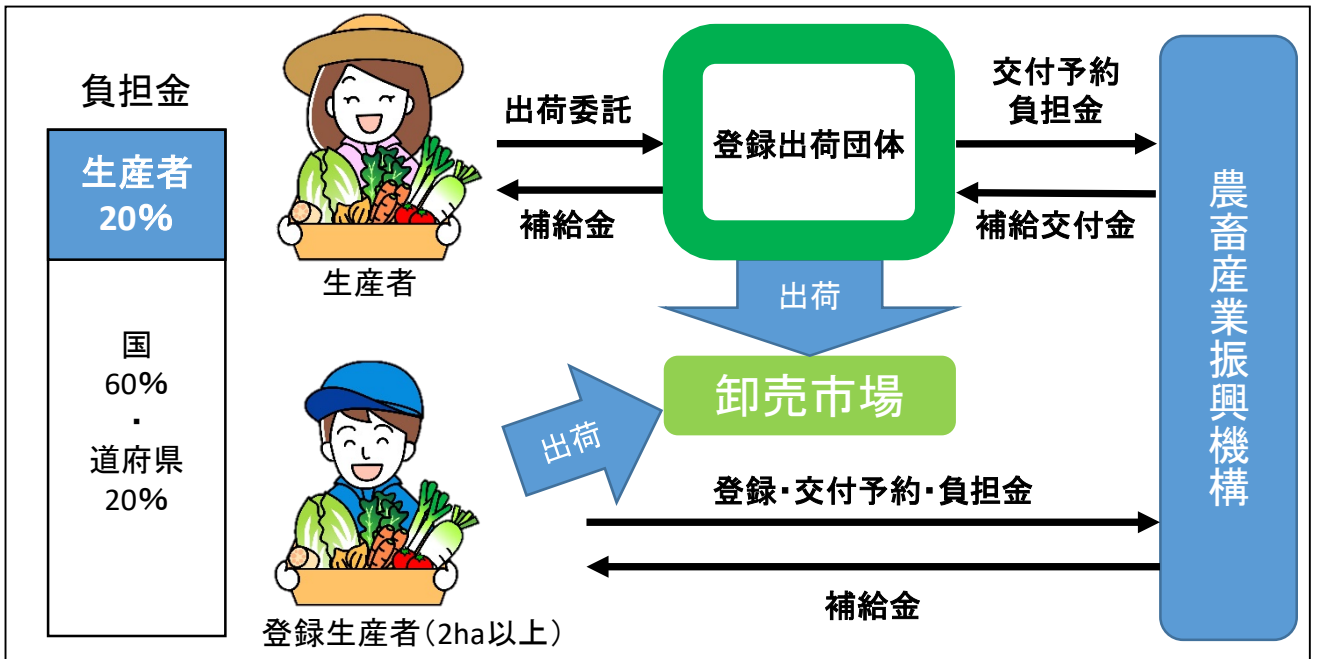 負担金
生産者
20%
国
60%
・
道府県
20%
生産者
出荷委託
補給金
登録出荷団体
交付予約
負担金
補給交付金
出荷
卸売市場
出荷
登録生産者(2ha以上)
登録・交付予約・負担金
補給金
農畜産業振興機構